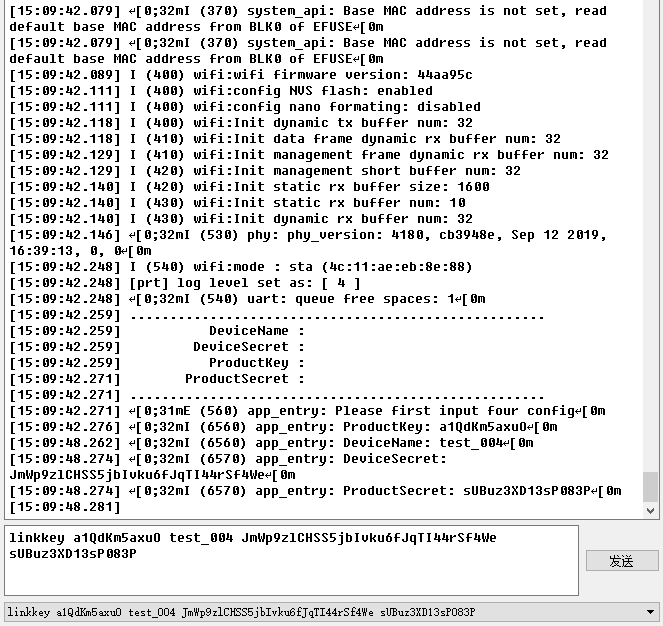 [15:09:42.079] ↵[0;32mI (370) system_api: Base MAC address is not set, read
default base MAC address from BLK0 of EFUSE↵[0m
[15:09:42.079] ↵[0;32mI (370) system_api: Base MAC address is not set, read
default base MAC address from BLK0 of EFUSE↵[0m
[15:09:42.089] I (400) wifi:wifi firmware version: 44aa95c
[15:09:42.111] I (400) wifi:config NVS flash: enabled
[15:09:42.111] I (400) wifi:config nano formating: disabled
[15:09:42.118] I (400) wifi:Init dynamic tx buffer num: 32
[15:09:42.118] I (410) wifi:Init data frame dynamic rx buffer num: 32
[15:09:42.129] I (410) wifi:Init management frame dynamic rx buffer num: 32
[15:09:42.129] I (420) wifi:Init management short buffer num: 32
[15:09:42.140] I (420) wifi:Init static rx buffer size: 1600
[15:09:42.140] I (430) wifi:Init static rx buffer num: 10
[15:09:42.140] I (430) wifi:Init dynamic rx buffer num: 32
[15:09:42.146] ↵[0;32mI (530) phy: phy_version: 4180, cb3948e, Sep 12 2019,
16:39:13, 0, 0↵[0m
[15:09:42.248] I (540) wifi:mode : sta (4c:11:ae:eb:8e:88)
[15:09:42.248] [prt] log level set as: [ 4 ]
[15:09:42.248] ↵[0;32mI (540) uart: queue free spaces: 1↵[0m
[15:09:42.259] ....................................................
[15:09:42.259] DeviceName :
[15:09:42.259] DeviceSecret :
[15:09:42.259] ProductKey :
[15:09:42.271] ProductSecret :
[15:09:42.271] ....................................................
[15:09:42.271] ↵[0;31mE (560) app_entry: Please first input four config↵[0m
[15:09:42.276] ↵[0;32mI (6560) app_entry: ProductKey: a1QdKm5axuO↵[0m
[15:09:48.262] ↵[0;32mI (6560) app_entry: DeviceName: test_004↵[0m
[15:09:48.274] ↵[0;32mI (6570) app_entry: DeviceSecret:
JmWp9zlCHSS5jbIvku6fJqTI44rSf4We↵[0m
[15:09:48.274] ↵[0;32mI (6570) app_entry: ProductSecret: sUBuz3XD13sP083P↵[0m
[15:09:48.281]
linkkey a1QdKm5axuO test_004 JmWp9zlCHSS5jbIvku6fJqTI44rSf4We
sUBuz3XD13sP083P
发送
linkkey a1QdKm5axuO test_004 JmWp9zlCHSS5jbIvku6fJqTI44rSf4We sUBuz3XD13sP083P